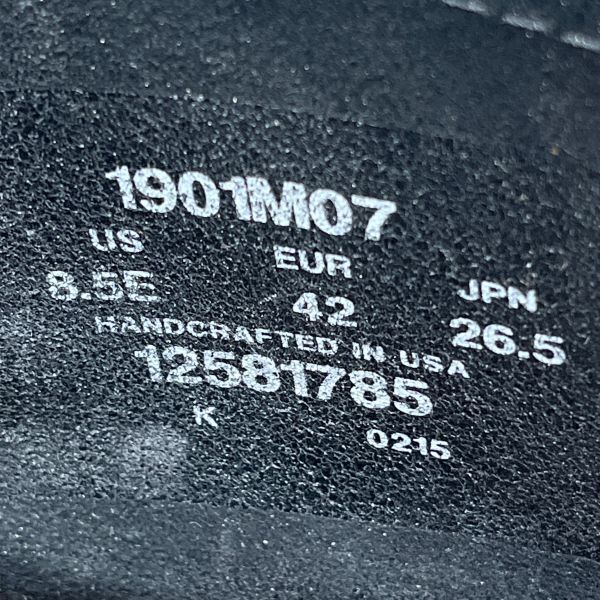 1901M07
US EUR JPN
8.5E 42 26.5
HANDCRAFTED IN USA
12581785
K 0215